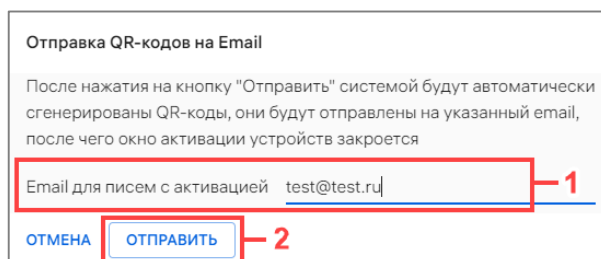 Отправка QR-кодов на Email
После нажатия на кнопку "Отправить" системой будут автоматически
сгенерированы QR-коды, они будут отправлены на указанный email,
после чего окно активации устройств закроется
Email для писем с активацией test@test.ru 1
ОТМЕНА ОТПРАВИТЬ 2